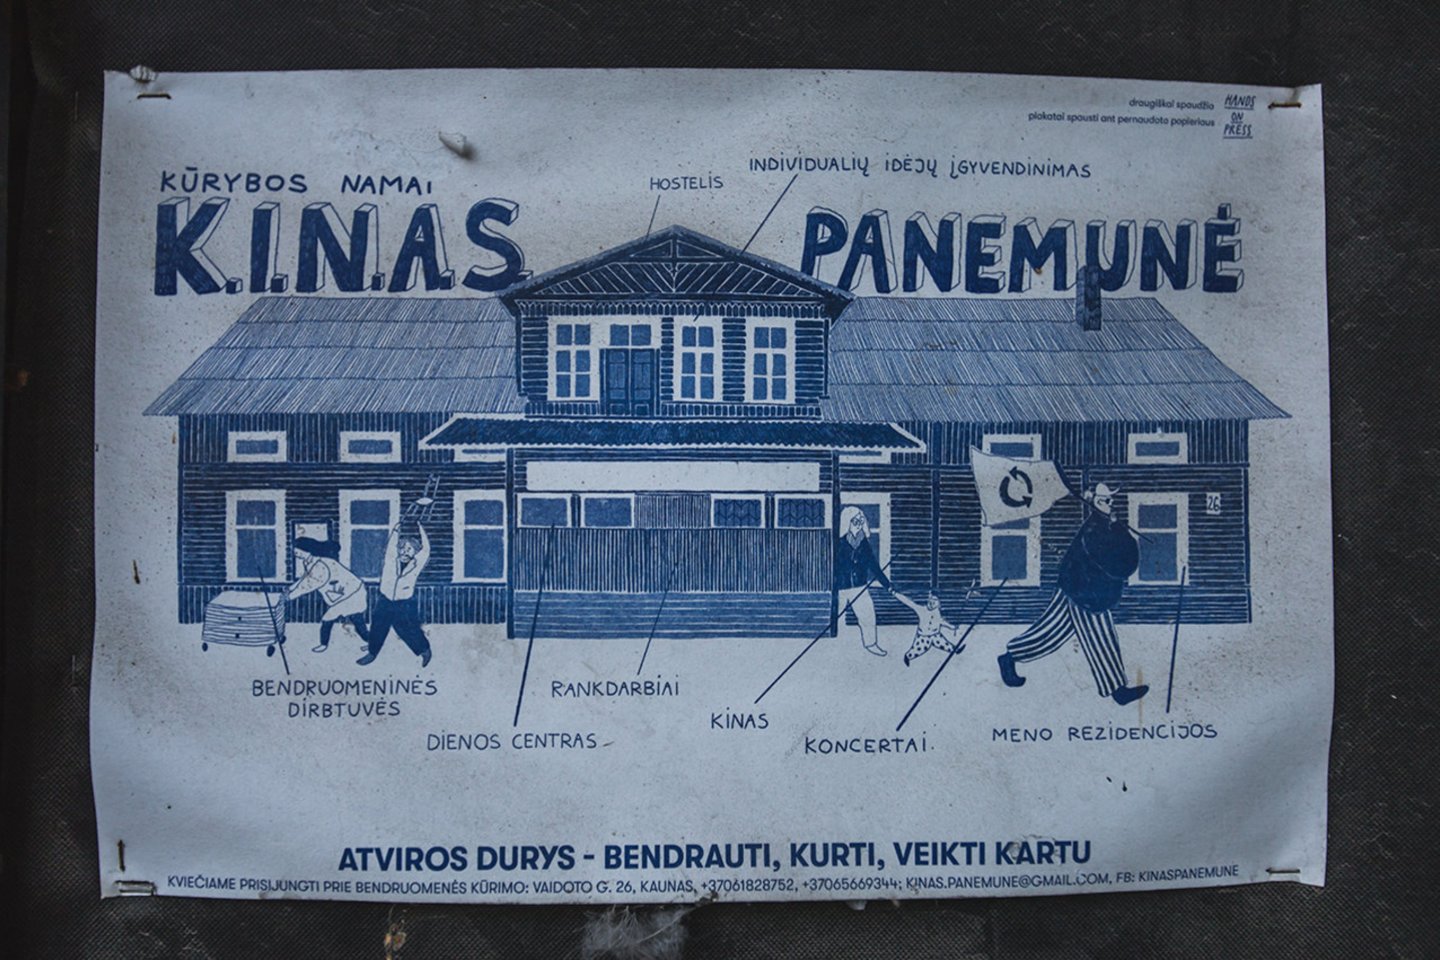 draugiškai spaudžia
plakatai spausti ant pernaudoto popieriaus
HANDS
ON
PRESS
KŪRYBOS NAMAI
K.I.N.A.S
PANEMUNĖ
HOSTELIS
INDIVIDUALIŲ IDĖJŲ ĮGYVENDINIMAS
26
BENDRUOMENINĖS
DIRBTUVĖS
DIENOS CENTRAS
RANKDARBIAI
KINAS
KONCERTAI
MENO REZIDENCIJOS
ATVIROS DURYS - BENDRAUTI, KURTI, VEIKTI KARTU
KVIEČIAME PRISIJUNGTI PRIE BENDRUOMENĖS KŪRIMO: VAIDOTO G. 26, KAUNAS, +37061828752, +37065669344; KINAS.PANEMUNE@GMAIL.COM, FB: KINASPANEMUNE